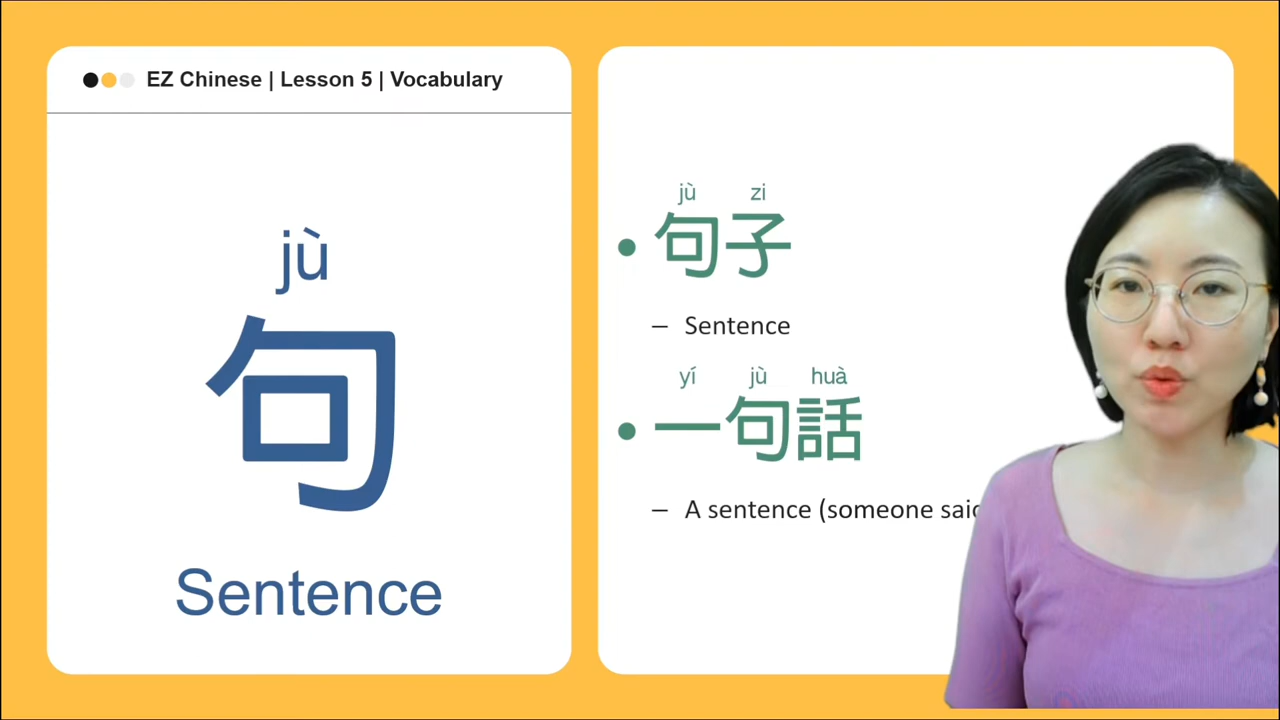 EZ Chinese | Lesson 5 | Vocabulary
jù
句
Sentence
jù zi
• 句子
– Sentence
yí jù huà
• 一句話
– A sentence (someone said